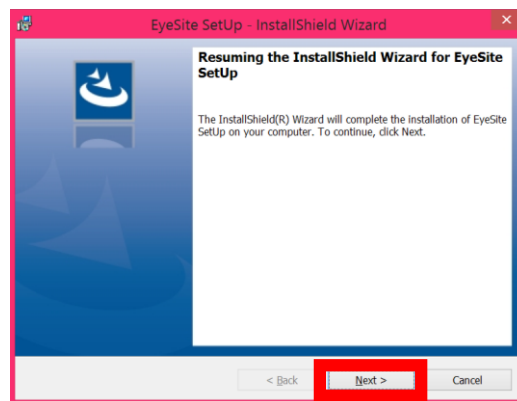 EyeSite SetUp - InstallShield Wizard
Resuming the InstallShield Wizard for EyeSite
SetUp
The InstallShield(R) Wizard will complete the installation of EyeSite
SetUp on your computer. To continue, click Next.
< Back
Next >
Cancel